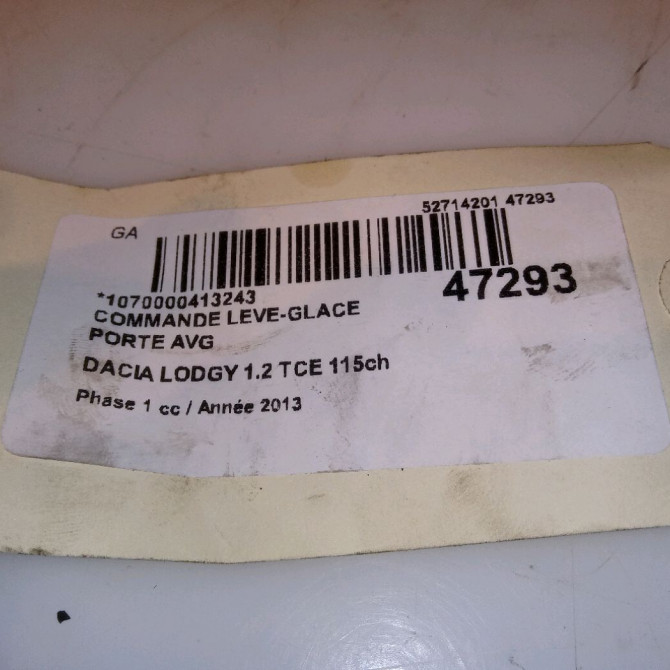 52714201 47293
GA
*1070000413243
47293
COMMANDE LEVE-GLACE
PORTE AVG
DACIA LODGY 1.2 TCE 115ch
Phase 1 cc / Année 2013